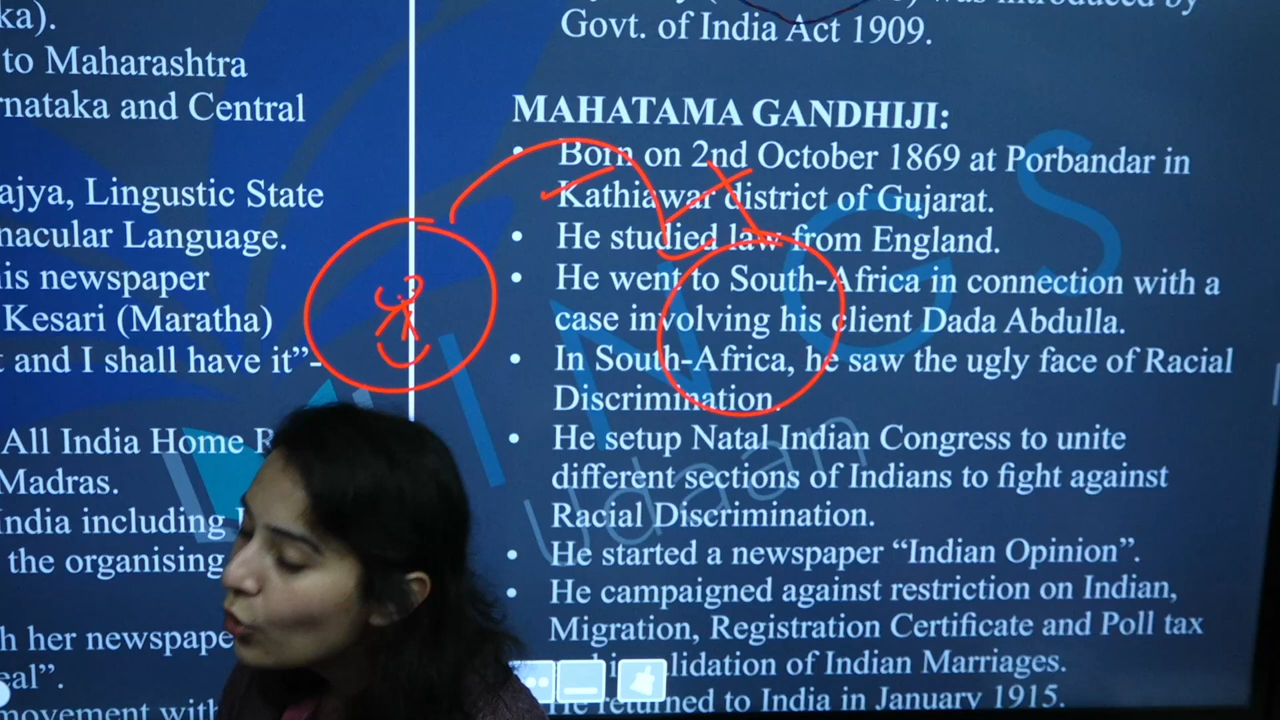 ka).
to Maharashtra
rnataka and Central
ajya, Lingustic State
nacular Language.
is newspaper
Kesari (Maratha)
t and I shall have it”-
All India Home R
Madras.
India including
the organising
h her newspape
eal”.
movement with
was introduced by
Govt. of India Act 1909.
MAHATAMA GANDHIJI:
• Born on 2nd October 1869 at Porbandar in
Kathiawar district of Gujarat.
• He studied law from England.
• He went to South-Africa in connection with a
case involving his client Dada Abdulla.
• In South-Africa, he saw the ugly face of Racial
Discrimination.
• He setup Natal Indian Congress to unite
different sections of Indians to fight against
Racial Discrimination.
• He started a newspaper “Indian Opinion”.
• He campaigned against restriction on Indian,
Migration, Registration Certificate and Poll tax
lidation of Indian Marriages.
He returned to India in January 1915.
WINGS
Udaan